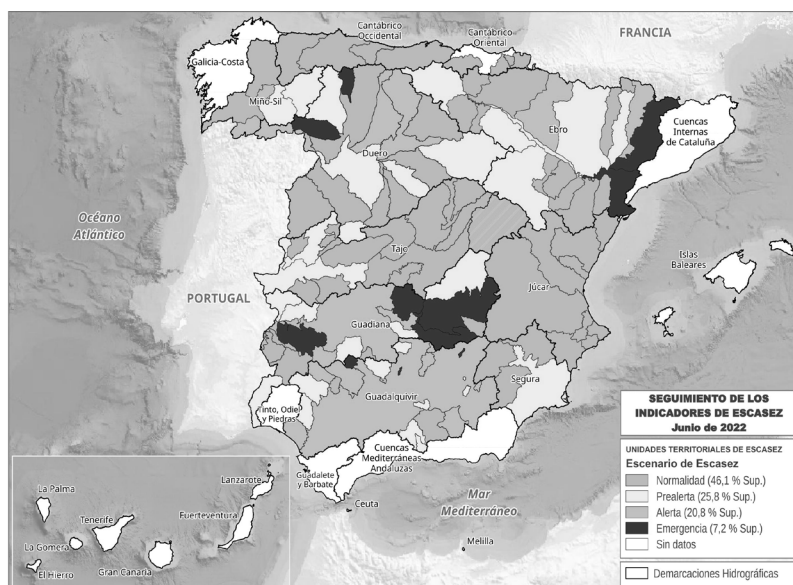 Cantábrico
Occidental
Cantábrico
Oriental
FRANCIA
Galicia-Costa
Miño-Sil
Ebro
Cuencas
Internas
de Cataluña
Duero
Océano
Atlántico
Tajo
Islas
Baleares
Júcar
PORTUGAL
Guadiana
Segura
Guadalquivir
Tinto, Odiel
y Piedras
Cuencas
Mediterráneas
Andaluzas
Guadalete
y Barbate
Ceuta
Mar
Mediterráneo
Melilla
Lanzarote
La Palma
Fuerteventura
Tenerife
La Gomera
El Hierro
Gran Canaria
SEGUIMIENTO DE LOS
INDICADORES DE ESCASEZ
Junio de 2022
UNIDADES TERRITORIALES DE ESCASEZ
Escenario de Escasez
Normalidad (46,1 % Sup.)
Prealerta (25,8 % Sup.)
Alerta (20,8 % Sup.)
Emergencia (7,2 % Sup.)
Sin datos
Demarcaciones Hidrográficas